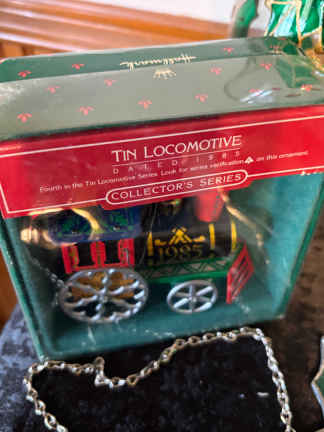 Hallmark
TIN LOCOMOTIVE
DATED 1985
Fourth in the Tin Locomotive Series. Look for series verification on this ornament.
COLLECTOR'S SERIES
1985